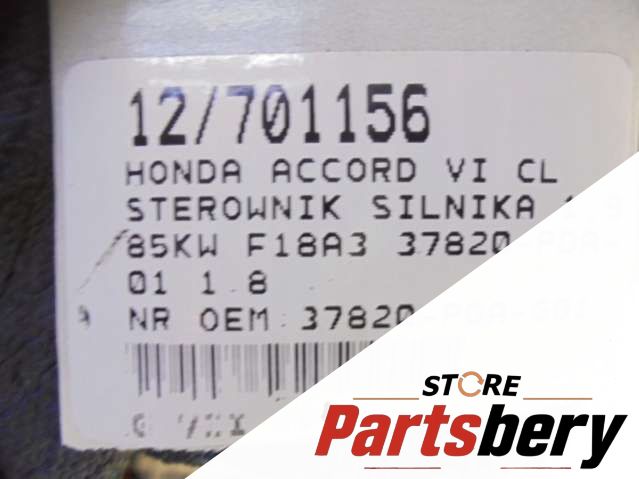 12/701156
HONDA ACCORD VI CL
STEROWNIK SILNIKA
85KW F18A3 37820-PDA-
01 1.8
NR OEM: 37820
STORE
Partsbery